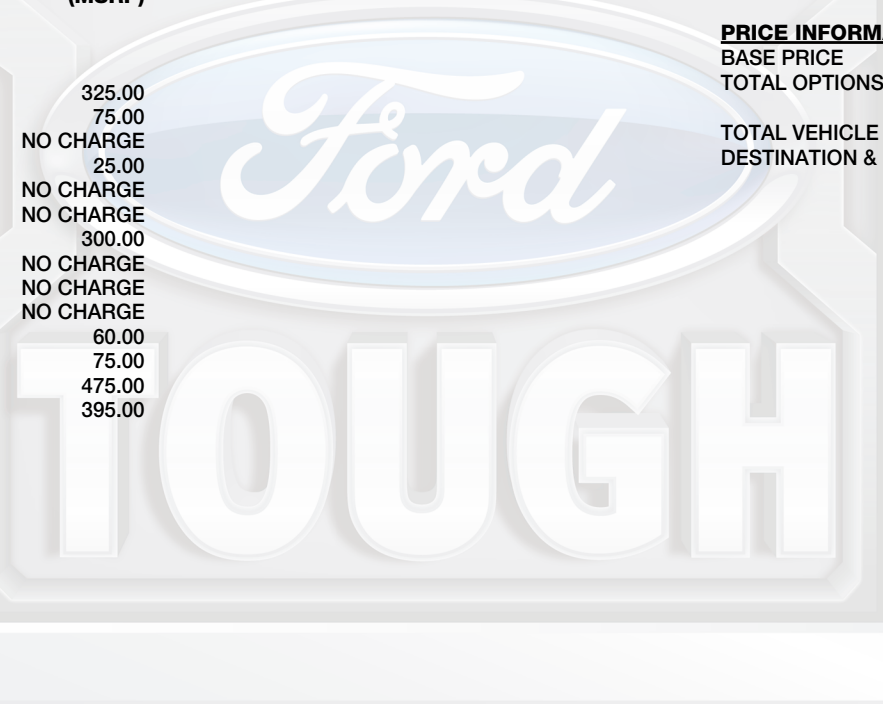 (MSRP)
325.00
75.00
NO CHARGE
25.00
NO CHARGE
NO CHARGE
300.00
NO CHARGE
NO CHARGE
NO CHARGE
60.00
75.00
475.00
395.00
PRICE INFORMA
BASE PRICE
TOTAL OPTIONS
TOTAL VEHICLE
DESTINATION &
Ford
TOUGH